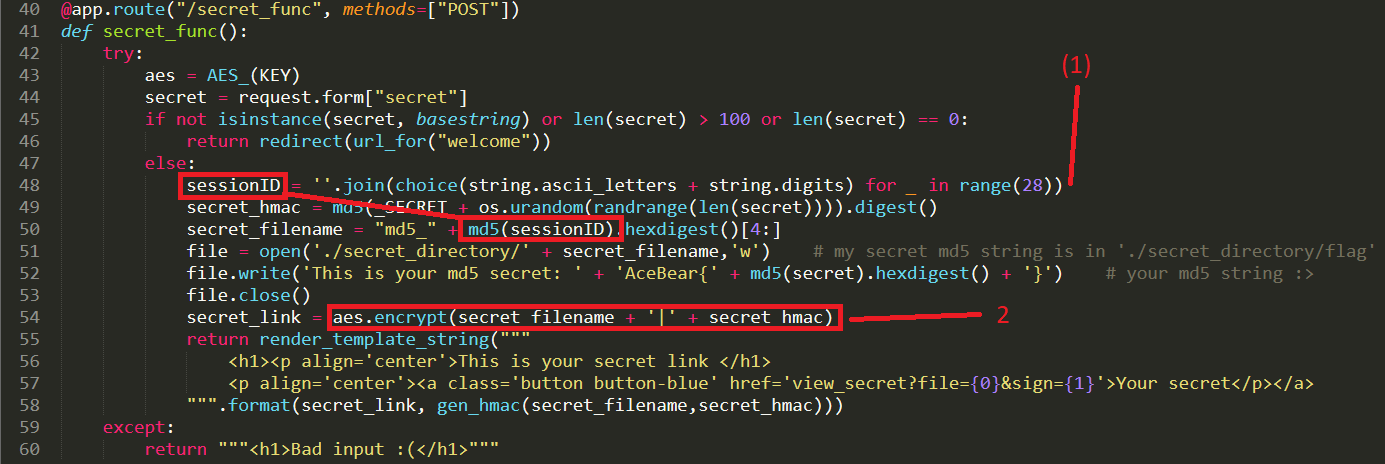 40 @app.route("/secret_func", methods=["POST"])
41 def secret_func():
42     try:
(1)
43         aes = AES_(KEY)
44         secret = request.form["secret"]
45         if not isinstance(secret, basestring) or len(secret) > 100 or len(secret) == 0:
46             return redirect(url_for("welcome"))
47         else:
48             sessionID = ''.join(choice(string.ascii_letters + string.digits) for _ in range(28))
49             secret_hmac = md5(_SECRET + os.urandom(randrange(len(secret)))).digest()
50             secret_filename = "md5_" + md5(sessionID).hexdigest()[4:]
51             file = open('./secret_directory/' + secret_filename,'w')    # my secret md5 string is in './secret_directory/flag'
52             file.write('This is your md5 secret: ' + 'AceBear{' + md5(secret).hexdigest() + '}')    # your md5 string :>
53             file.close()
54             secret_link = aes.encrypt(secret_filename + '|' + secret_hmac)
2
55             return render_template_string("""
56                 <h1><p align='center'>This is your secret link </h1>
57                 <p align='center'><a class='button button-blue' href='view_secret?file={0}&sign={1}'>Your secret</p></a>
58             """.format(secret_link, gen_hmac(secret_filename,secret_hmac)))
59     except:
60         return """<h1>Bad input :(</h1>"""